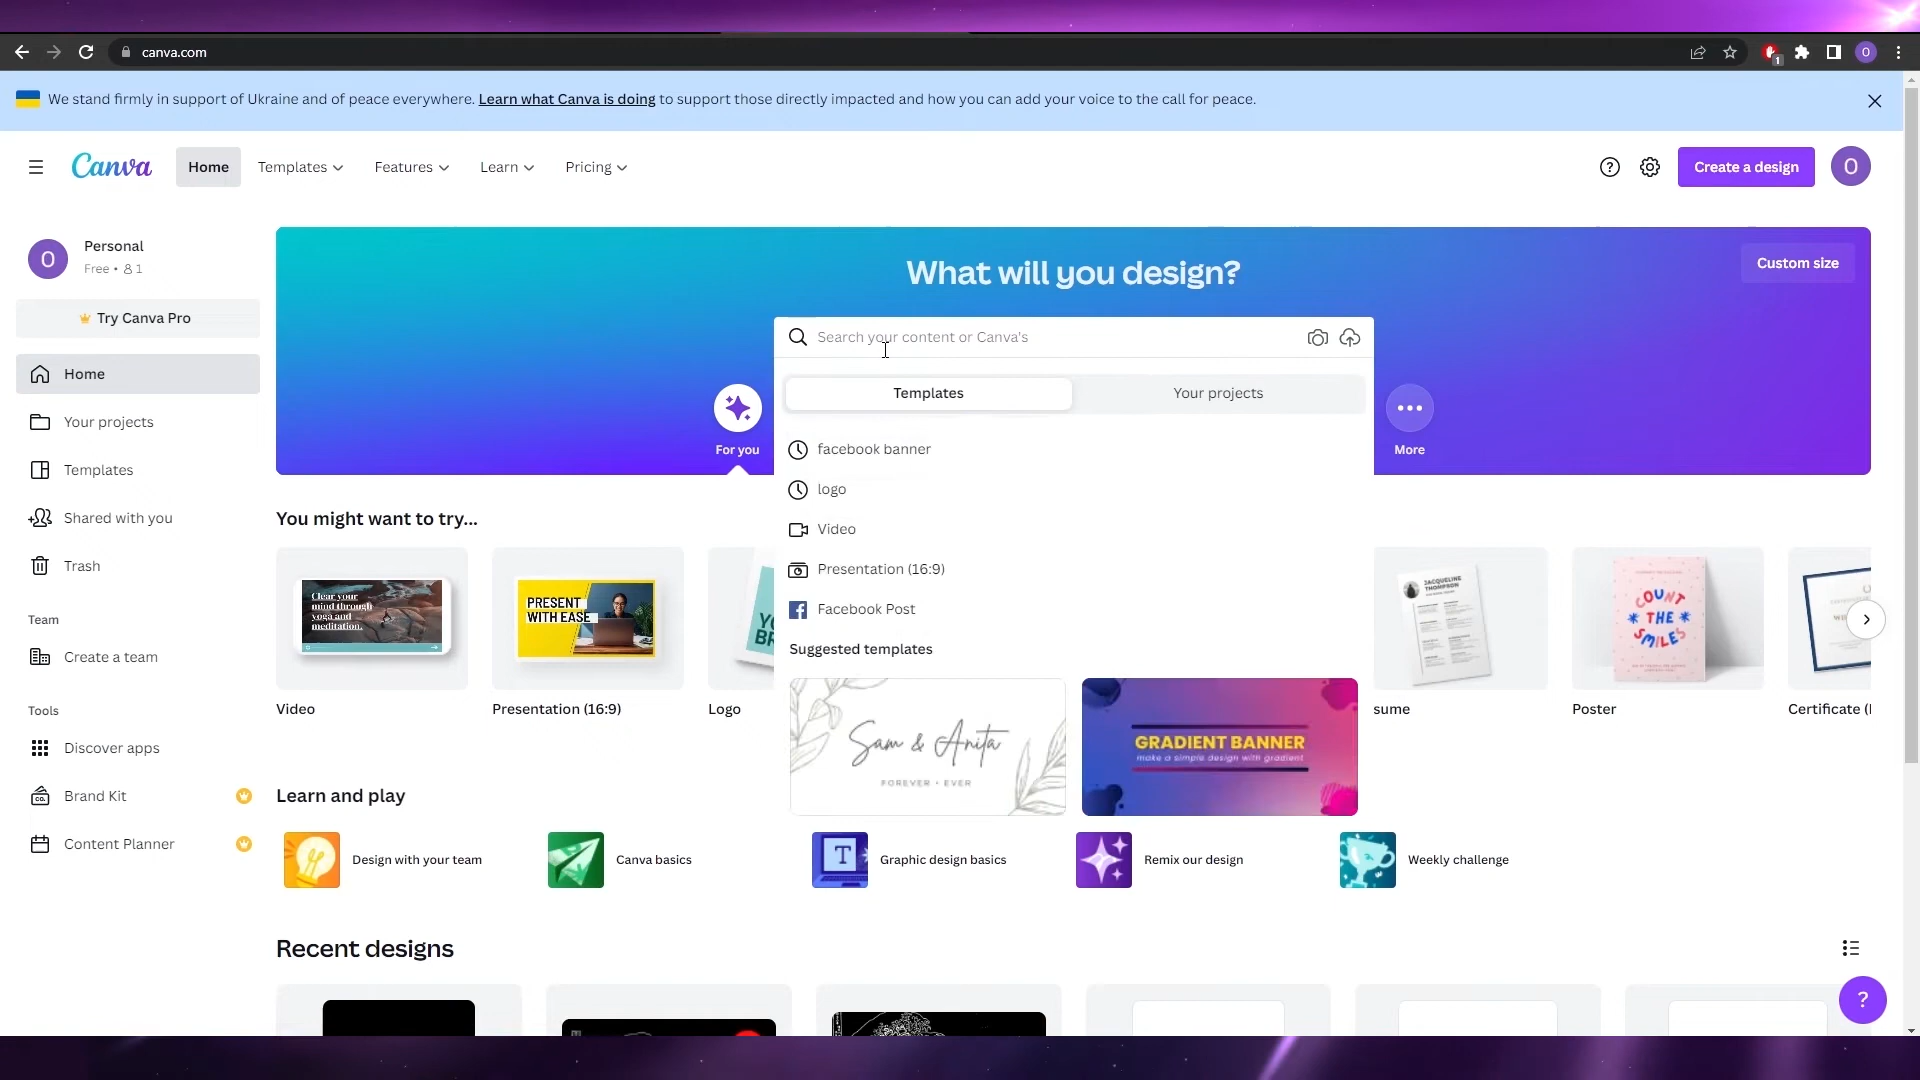 canva.com
1
O
We stand firmly in support of Ukraine and of peace everywhere. Learn what Canva is doing to support those directly impacted and how you can add your voice to the call for peace.
Canva
Home
Templates
Features
Learn
Pricing
Create a design
O
O
Personal
Free • 1
Try Canva Pro
Home
Your projects
Templates
Shared with you
Trash
Team
Create a team
Tools
Discover apps
Brand Kit
Content Planner
What will you design?
Custom size
Search your content or Canva's
Templates
Your projects
For you
More
facebook banner
logo
Video
Presentation (16:9)
Facebook Post
Suggested templates
Sam & Anita
FOREVER • EVER
GRADIENT BANNER
make a simple design with gradient
You might want to try...
Clear your
mind through
yoga and
meditation.
PRESENT
WITH EASE
YO
BR
JACQUELINE
THOMPSON
COUNT
THE
SMILES
Video
Presentation (16:9)
Logo
sume
Poster
Certificate (
Learn and play
Design with your team
Canva basics
T
Graphic design basics
Remix our design
Weekly challenge
Recent designs
?